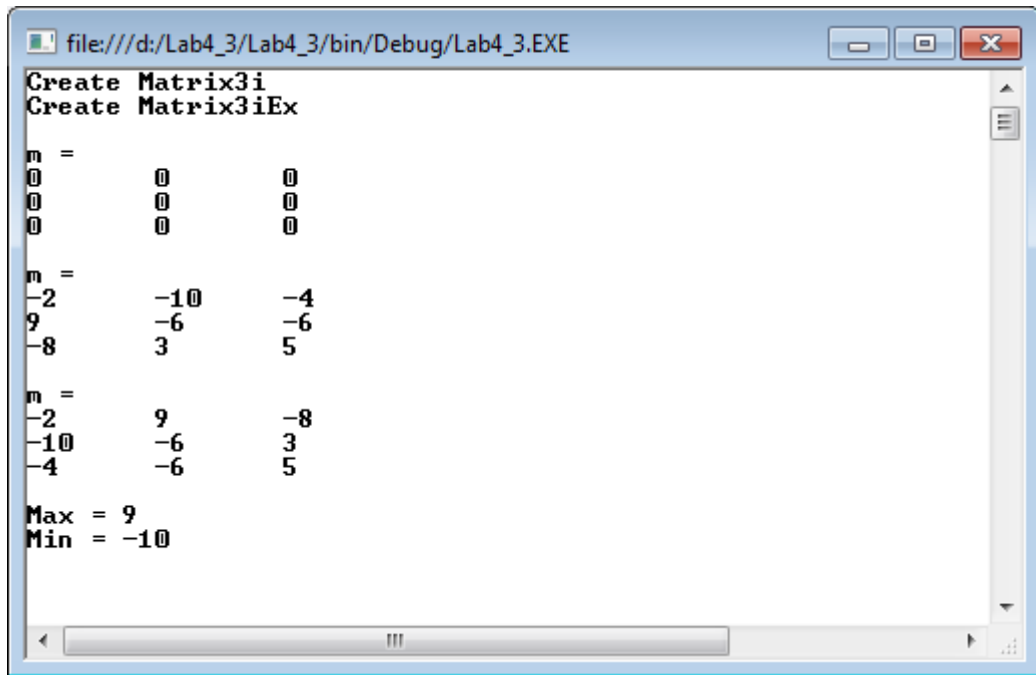 file:///d:/Lab4_3/Lab4_3/bin/Debug/Lab4_3.EXE
Create Matrix3i
Create Matrix3iEx
m =
0 0 0
0 0 0
0 0 0
m =
-2 -10 -4
9 -6 -6
-8 3 5
m =
-2 9 -8
-10 -6 3
-4 -6 5
Max = 9
Min = -10